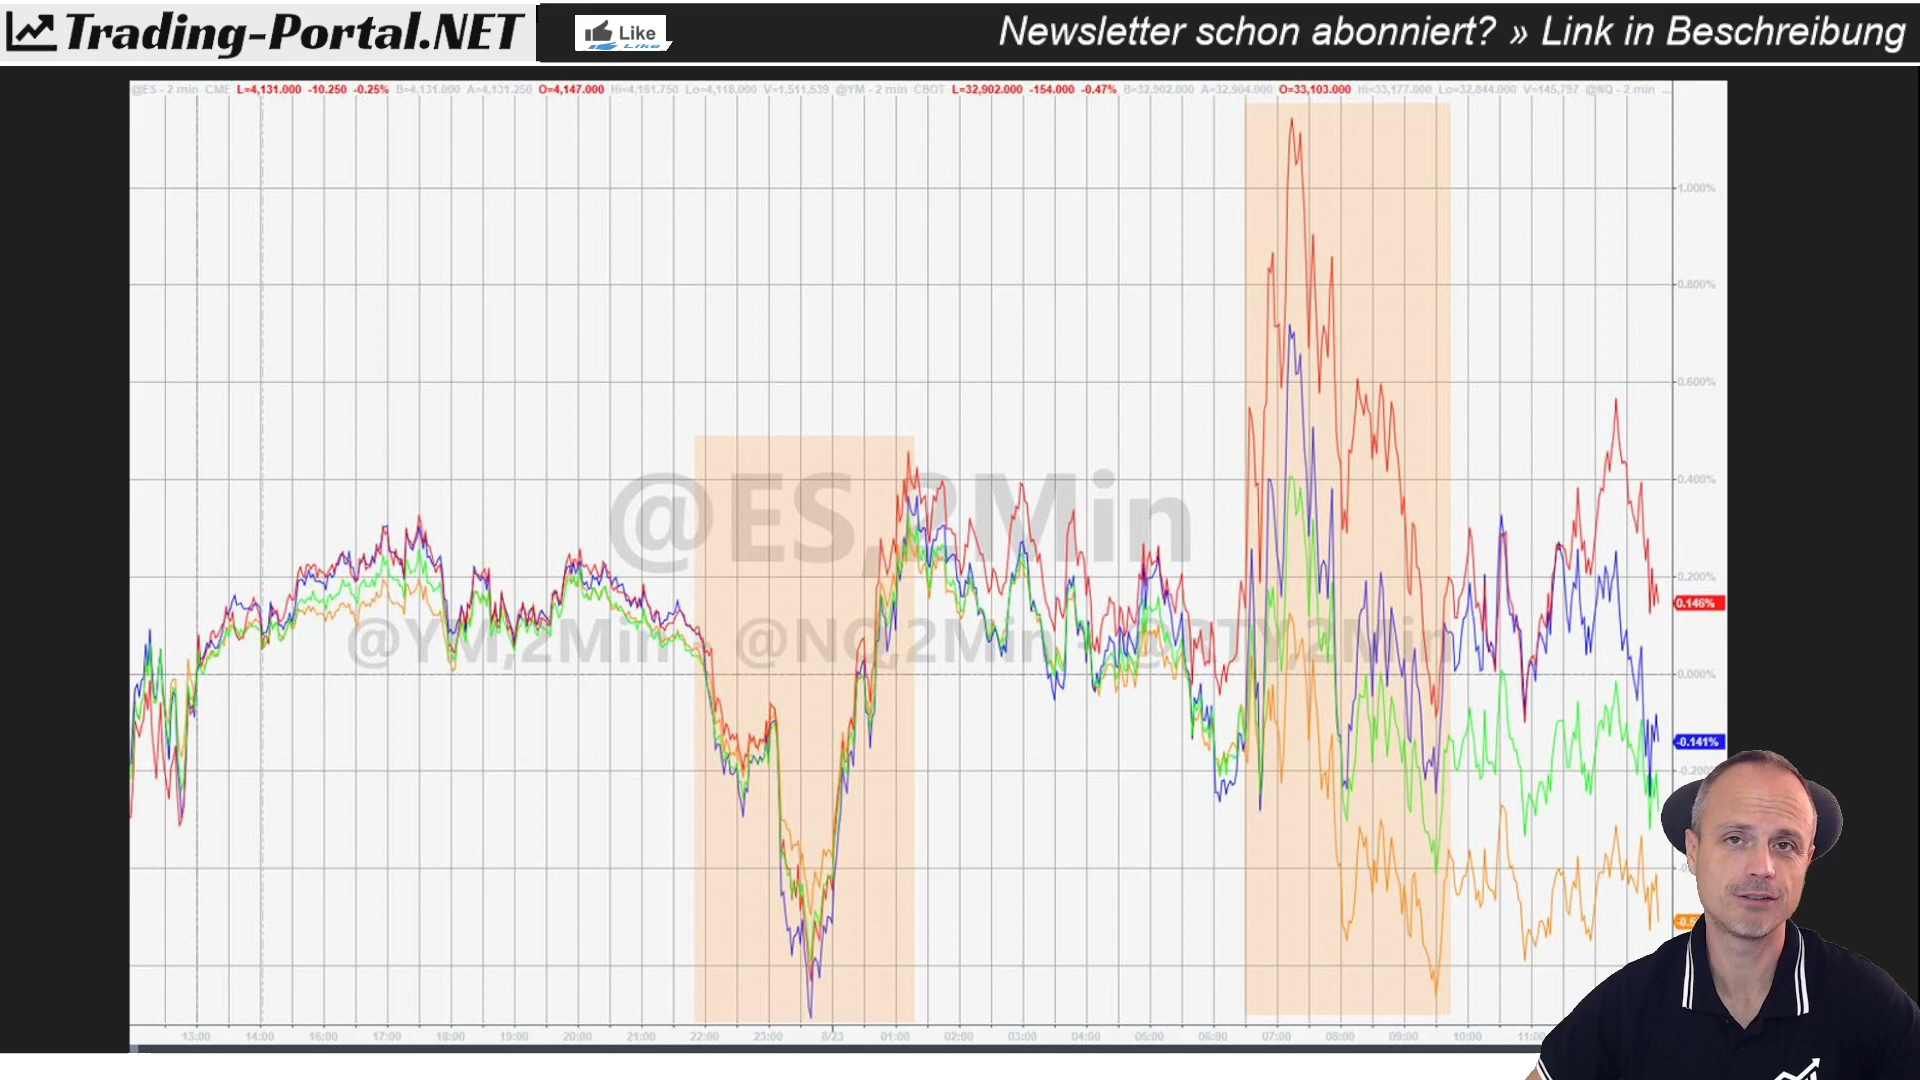 Trading-Portal.NET
Like
Like
Newsletter schon abonniert? » Link in Beschreibung
@ES - 2 min CME L=4,131.000 -10.250 -0.25% B=4,131.000 A=4,131.250 O=4,147.000 Hi=4,161.750 Lo=4,118.000 V=1,511,539 @YM - 2 min CBOT L=32,902.000 -154.000 -0.47% B=32,902.000 A=32,904.000 O=33,103.000 Hi=33,177.000 Lo=32,844.000 V=145,797 @NQ - 2 min ...
1.000%
0.800%
0.600%
0.400%
@ES,2Min
0.200%
0.146%
@YM,2Min - @NQ,2Min - @RTY,2Min
0.000%
-0.141%
-0.200%
13:00 14:00 16:00 17:00 18:00 19:00 20:00 21:00 22:00 23:00 6/23 01:00 02:00 03:00 04:00 05:00 06:00 07:00 08:00 09:00 10:00